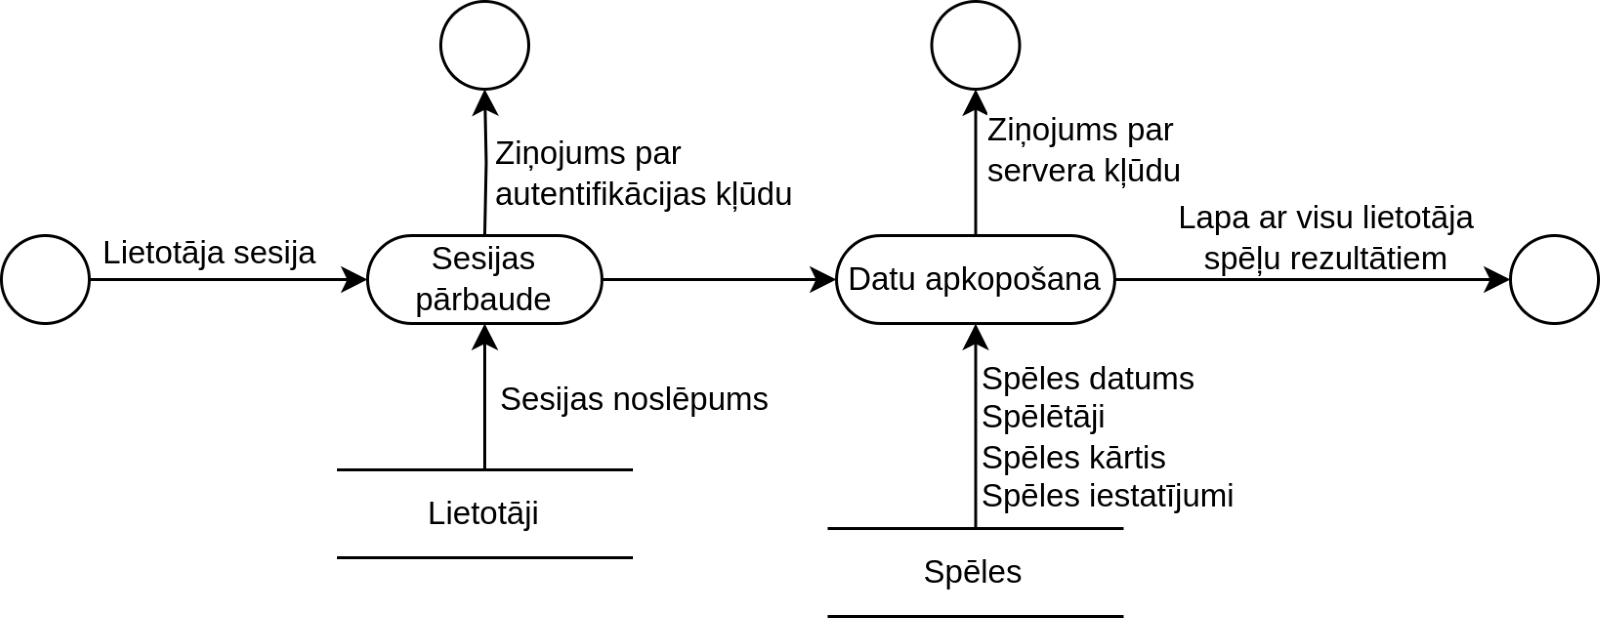 Ziņojums par
autentifikācijas kļūdu
Ziņojums par
servera kļūdu
Lietotāja sesija
Sesijas
pārbaude
Datu apkopošana
Lapa ar visu lietotāja
spēļu rezultātiem
Sesijas noslēpums
Spēles datums
Spēlētāji
Spēles kārtis
Spēles iestatījumi
Lietotāji
Spēles